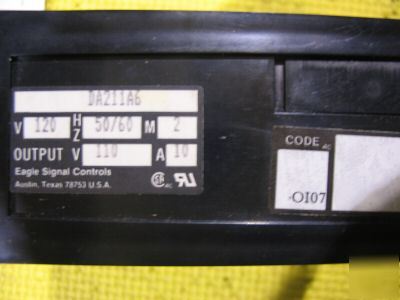 DA211A6
V 120 HZ 50/60 M 2
OUTPUT V 110 A 10
Eagle Signal Controls
Austin, Texas 78753 U.S.A.
CODE
OI07